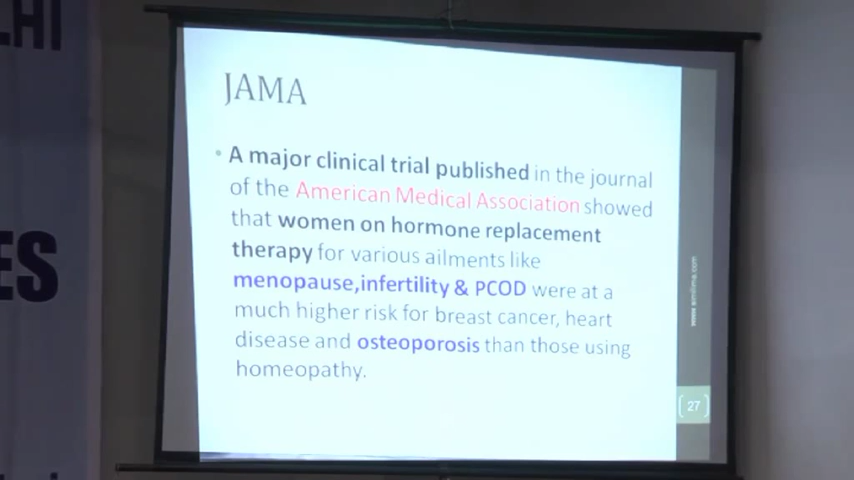 LHI
ES
JAMA
• A major clinical trial published in the journal
of the American Medical Association showed
that women on hormone replacement
therapy for various ailments like
menopause,infertility & PCOD were at a
much higher risk for breast cancer, heart
disease and osteoporosis than those using
homeopathy.
27